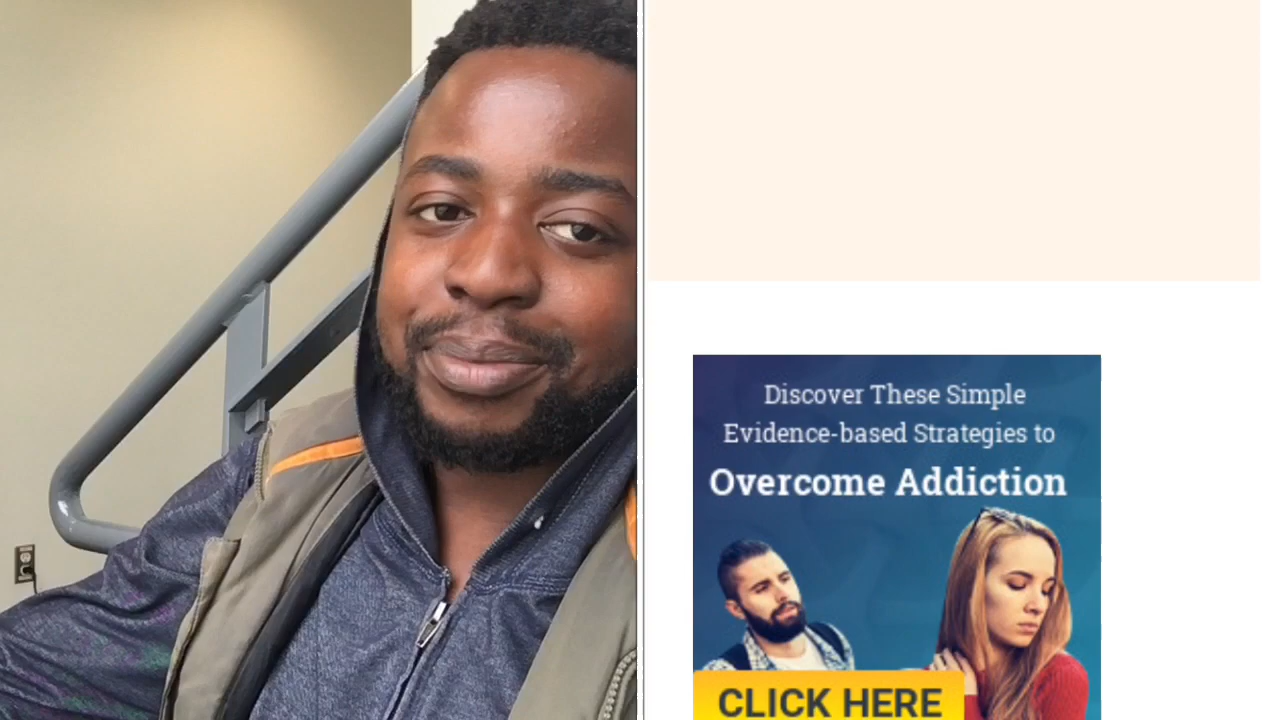 Discover These Simple
Evidence-based Strategies to
Overcome Addiction
CLICK HERE